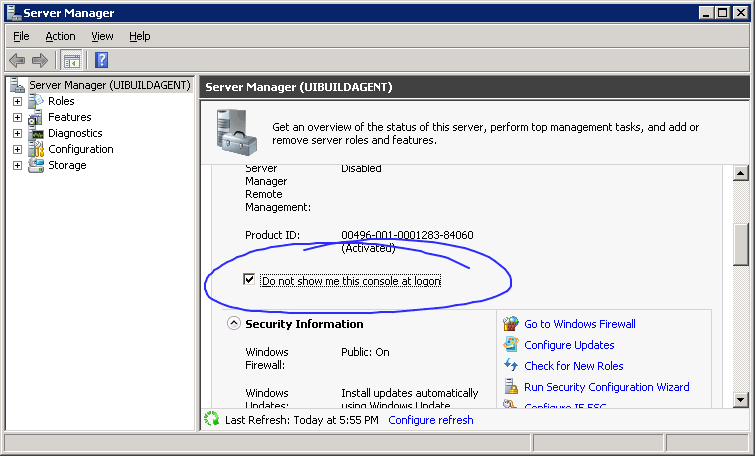 Server Manager
File Action View Help
?
Server Manager (UIBUILDAGENT)
Roles
Features
Diagnostics
Configuration
Storage
Server Manager (UIBUILDAGENT)
Get an overview of the status of this server, perform top management tasks, and add or
remove server roles and features.
Server Disabled
Manager
Remote
Management:
Product ID: 00496-001-0001283-84060
(Activated)
Do not show me this console at logon
Security Information
Windows Public: On
Firewall:
Windows Install updates automatically
Updates: using Windows Update
Go to Windows Firewall
Configure Updates
Check for New Roles
Run Security Configuration Wizard
Configure IE ESC
Last Refresh: Today at 5:55 PM Configure refresh